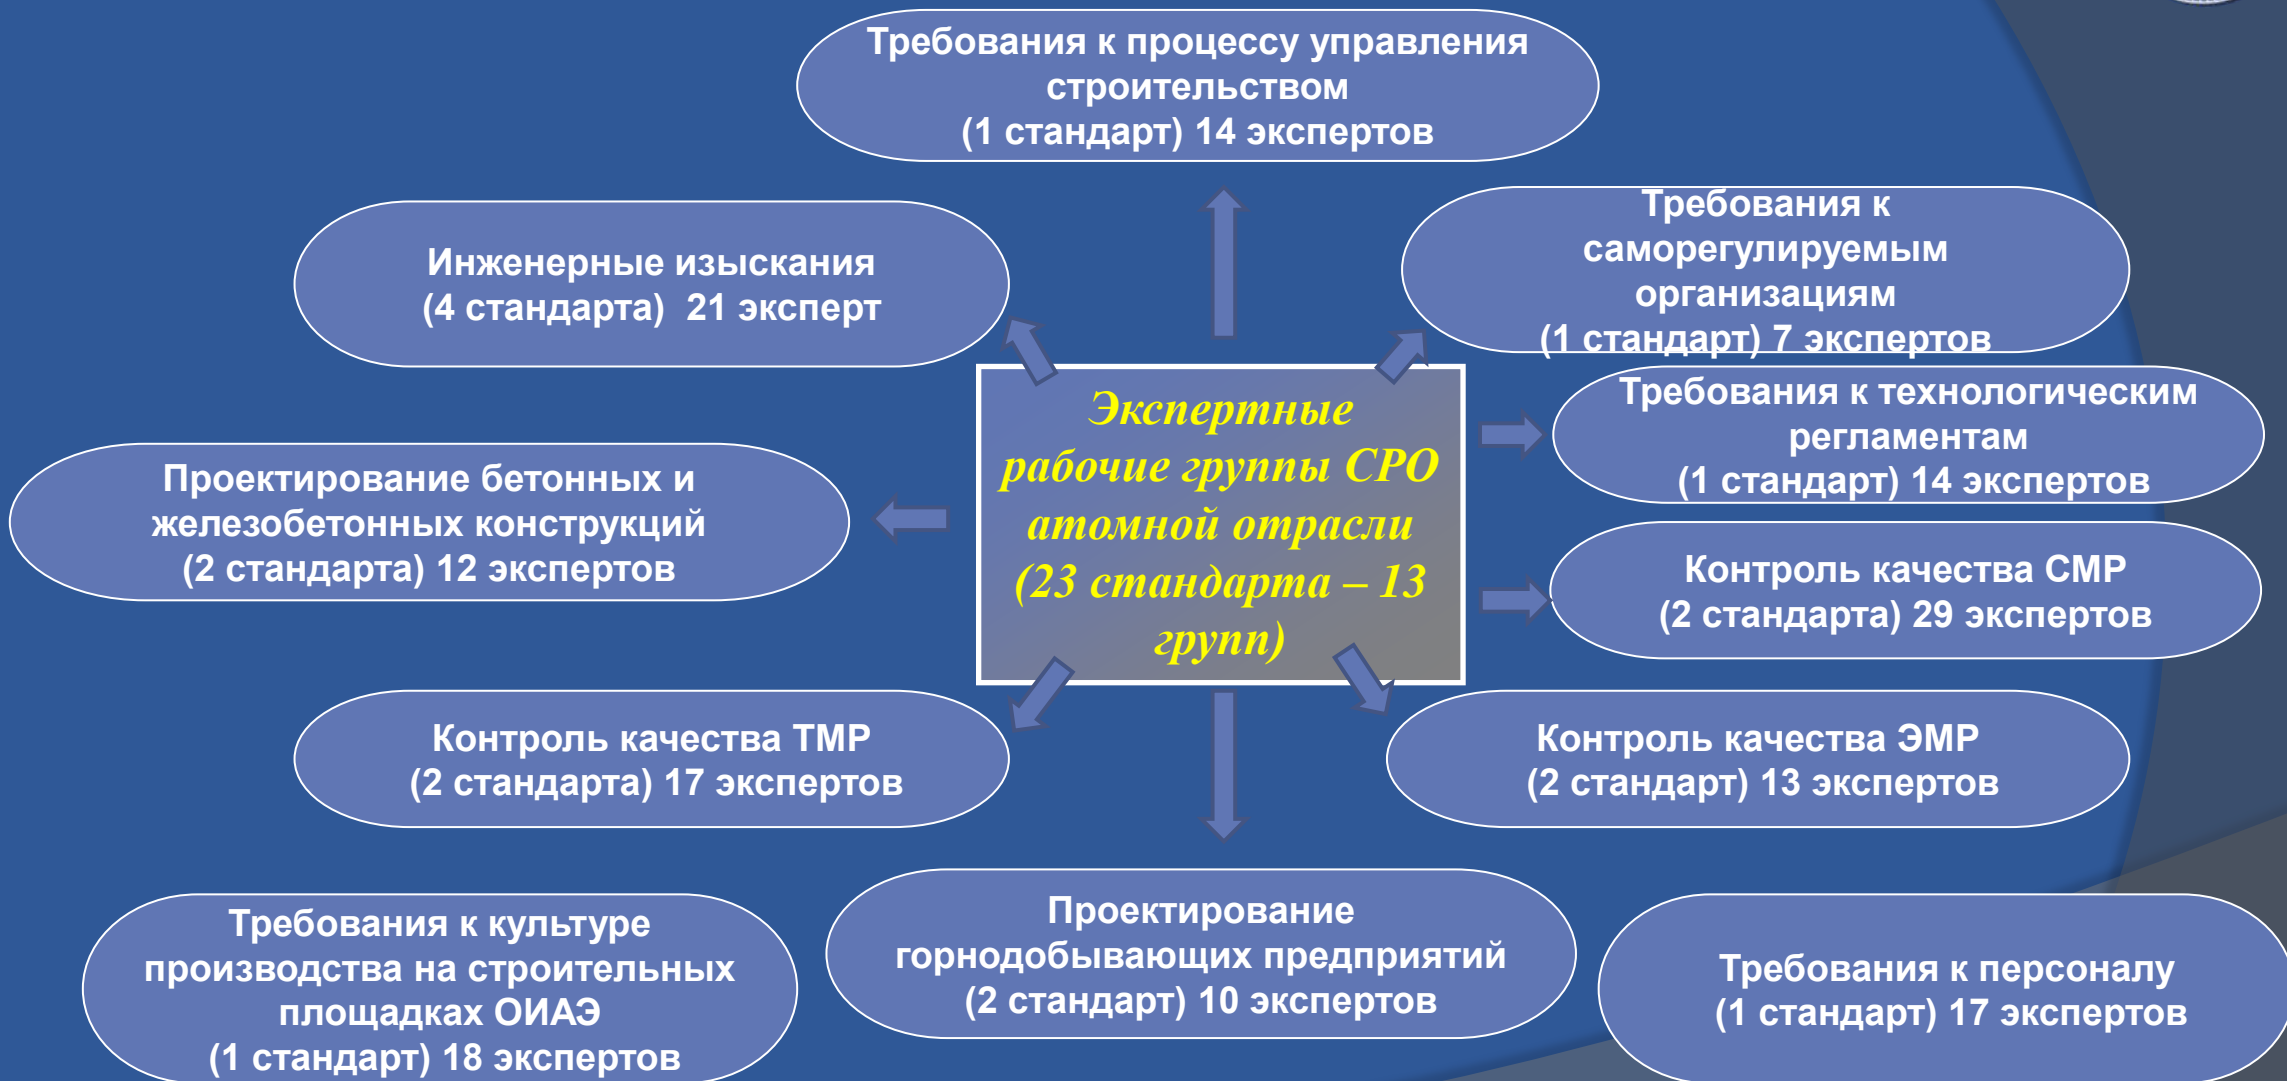 Требования к процессу управления
строительством
(1 стандарт) 14 экспертов
Инженерные изыскания
(4 стандарта)  21 эксперт
Требования к
саморегулируемым
организациям
(1 стандарт) 7 экспертов
Экспертные
рабочие группы СРО
атомной отрасли
(23 стандарта – 13
групп)
Требования к технологическим
регламентам
(1 стандарт) 14 экспертов
Проектирование бетонных и
железобетонных конструкций
(2 стандарта) 12 экспертов
Контроль качества СМР
(2 стандарта) 29 экспертов
Контроль качества ТМР
(2 стандарта) 17 экспертов
Контроль качества ЭМР
(2 стандарт) 13 экспертов
Требования к культуре
производства на строительных
площадках ОИАЭ
(1 стандарт) 18 экспертов
Проектирование
горнодобывающих предприятий
(2 стандарт) 10 экспертов
Требования к персоналу
(1 стандарт) 17 экспертов